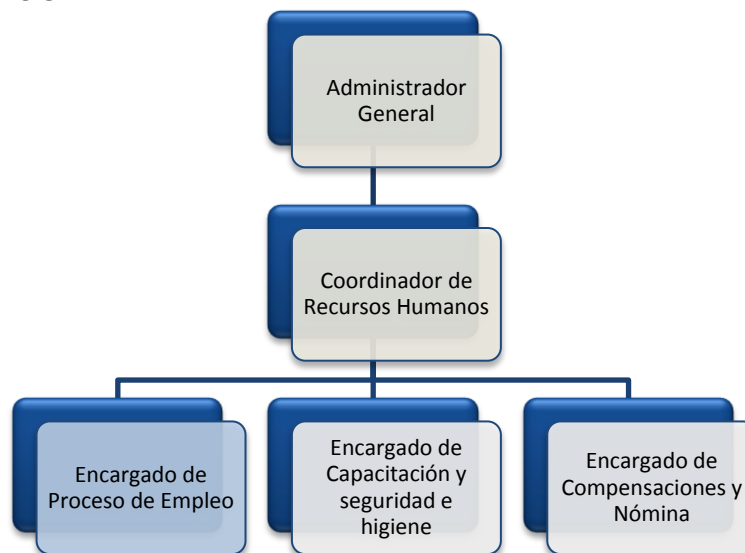 Administrador
General
Coordinador de
Recursos Humanos
Encargado de
Proceso de Empleo
Encargado de
Capacitación y
seguridad e
higiene
Encargado de
Compensaciones y
Nómina